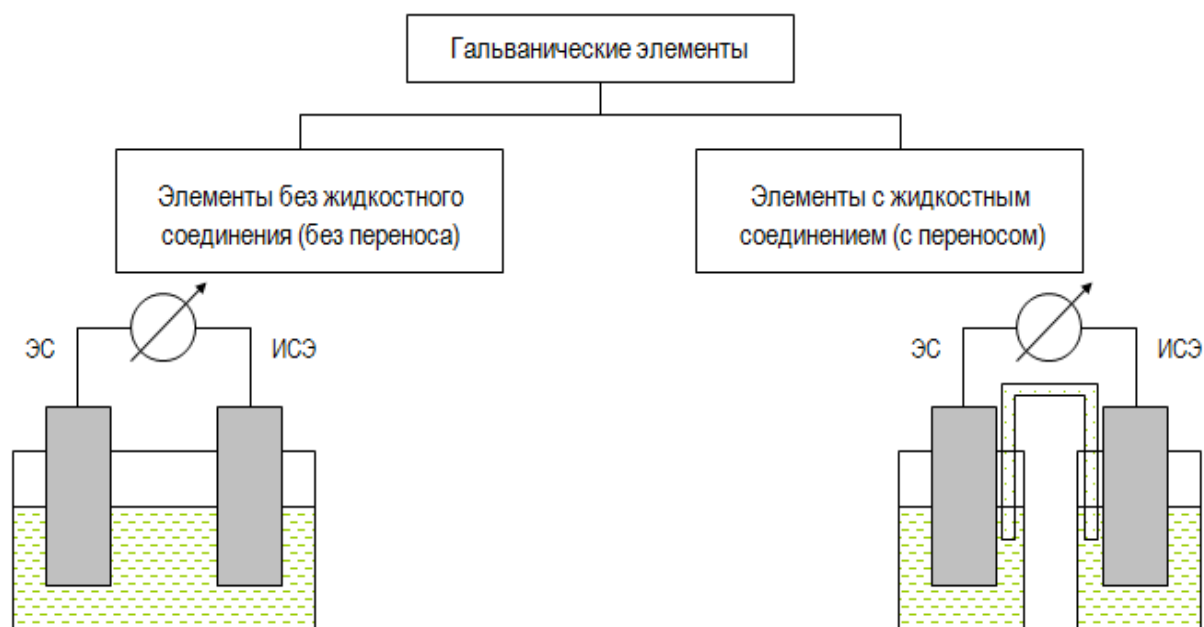 Гальванические элементы
Элементы без жидкостного
соединения (без переноса)
Элементы с жидкостным
соединением (с переносом)
ЭС
ИСЭ
ЭС
ИСЭ